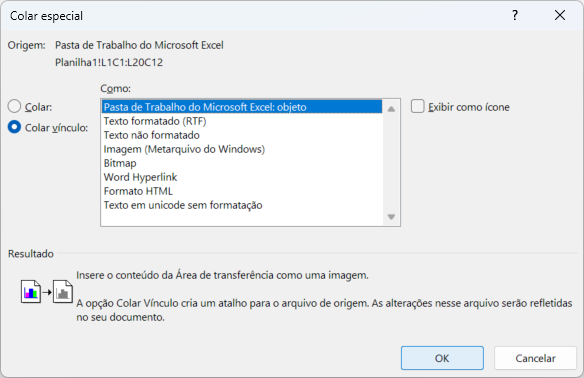 Colar especial
? ×
Origem: Pasta de Trabalho do Microsoft Excel
Planilha1!L1C1:L20C12
Como:
Colar:
Colar vínculo:
Pasta de Trabalho do Microsoft Excel: objeto
Texto formatado (RTF)
Texto não formatado
Imagem (Metarquivo do Windows)
Bitmap
Word Hyperlink
Formato HTML
Texto em unicode sem formatação
Exibir como ícone
Resultado
Insere o conteúdo da Área de transferência como uma imagem.
A opção Colar Vínculo cria um atalho para o arquivo de origem. As alterações nesse arquivo serão refletidas
no seu documento.
OK
Cancelar